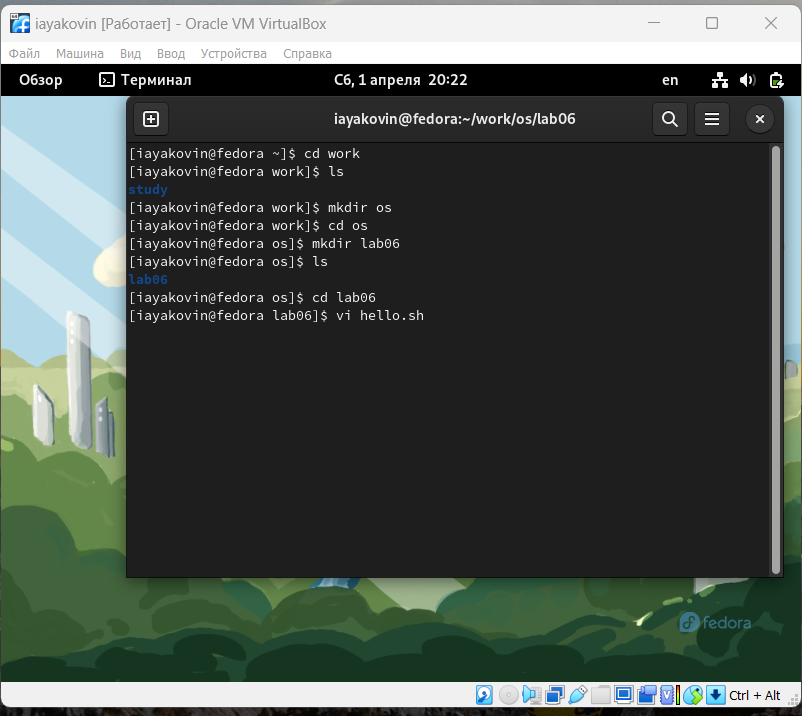 iayakovin [Работает] - Oracle VM VirtualBox
Файл Машина Вид Ввод Устройства Справка
Обзор Терминал Сб, 1 апреля 20:22 en
iayakovin@fedora:~/work/os/lab06
[iayakovin@fedora ~]$ cd work
[iayakovin@fedora work]$ ls
study
[iayakovin@fedora work]$ mkdir os
[iayakovin@fedora work]$ cd os
[iayakovin@fedora os]$ mkdir lab06
[iayakovin@fedora os]$ ls
lab06
[iayakovin@fedora os]$ cd lab06
[iayakovin@fedora lab06]$ vi hello.sh
fedora
Ctrl + Alt